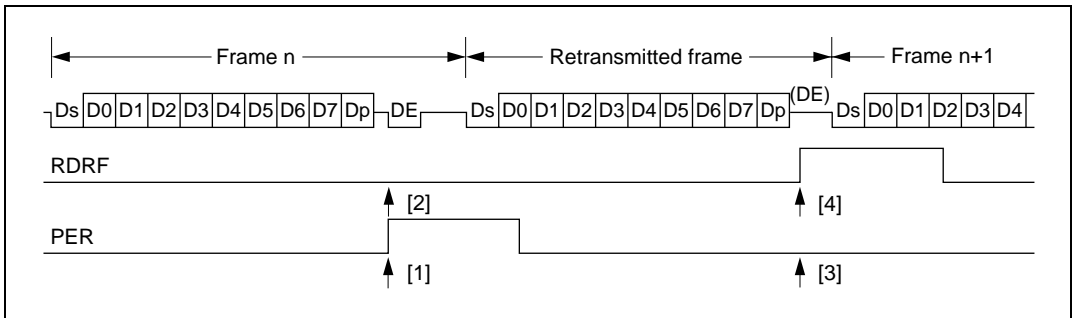 Frame n Retransmitted frame Frame n+1
Ds D0 D1 D2 D3 D4 D5 D6 D7 Dp DE Ds D0 D1 D2 D3 D4 D5 D6 D7 Dp (DE) Ds D0 D1 D2 D3 D4
RDRF
[2] [4]
PER
[1] [3]